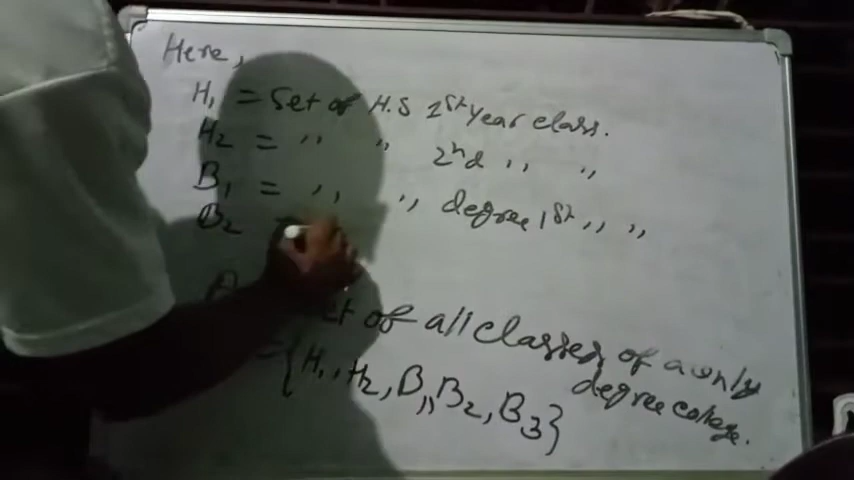 Here,
H₁ = Set of H.S 1st Year class.
H₂ = ,, ,, 2nd ,, ,,
B₁ = ,, ,, degree 1st ,, ,,
B₂
set of all classes of a only degree college.
= {H₁, H₂, B₁, B₂, B₃}